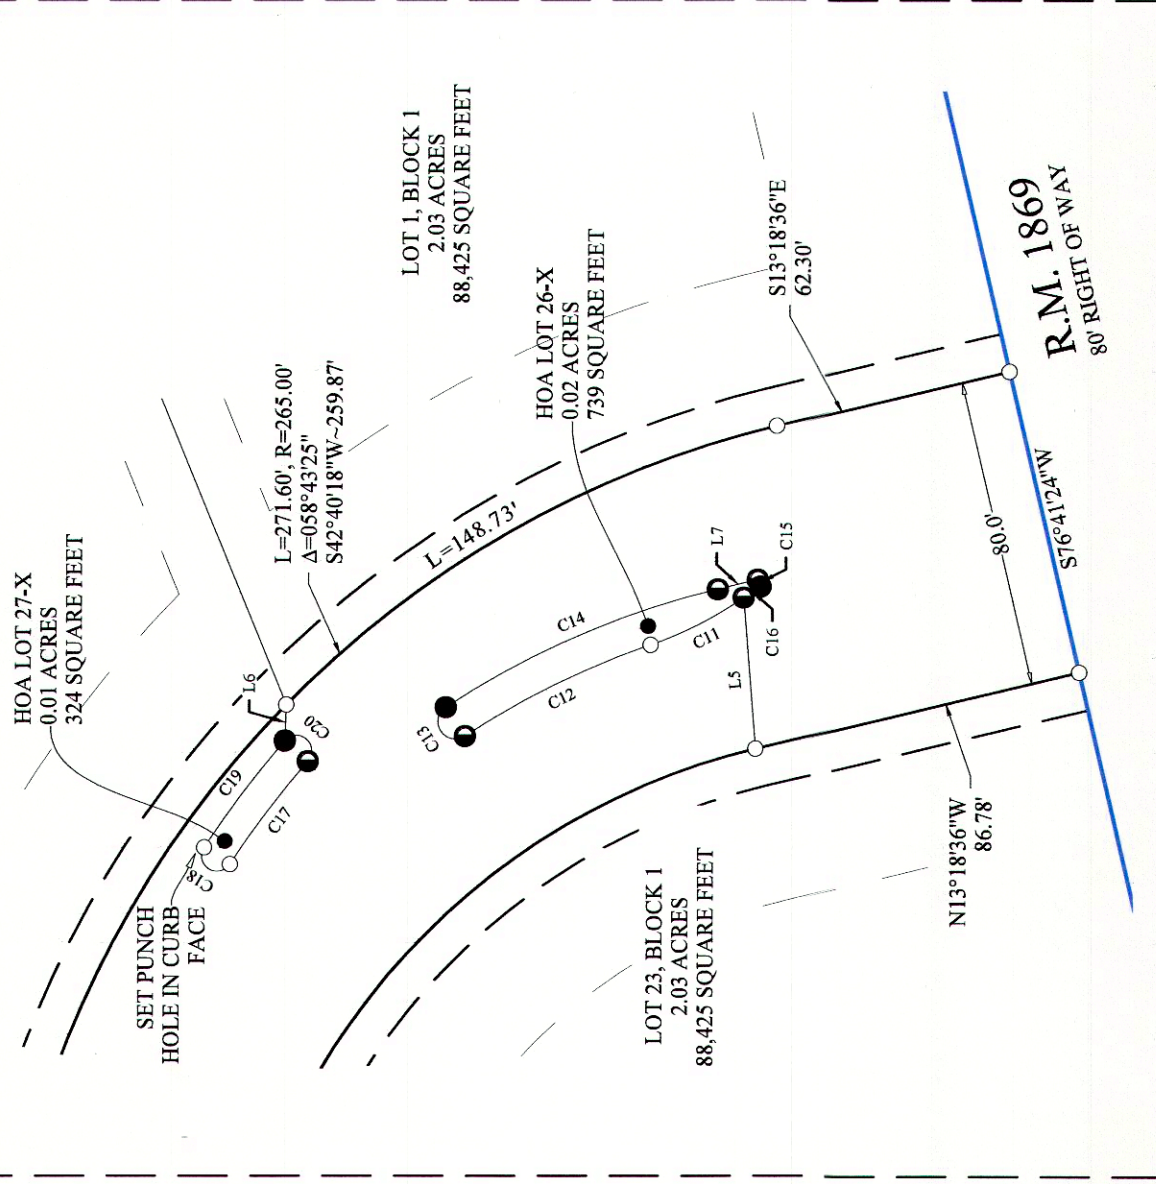 HOA LOT 27-X
0.01 ACRES
324 SQUARE FEET
SET PUNCH
HOLE IN CURB
FACE
C18
C19
C17
C20
L6
L=271.60', R=265.00'
Δ=058°43'25"
S42°40'18"W~259.87'
LOT 1, BLOCK 1
2.03 ACRES
88,425 SQUARE FEET
L=148.73'
HOA LOT 26-X
0.02 ACRES
739 SQUARE FEET
C13
C12
C14
C11
L7
C15
C16
L5
LOT 23, BLOCK 1
2.03 ACRES
88,425 SQUARE FEET
S13°18'36"E
62.30'
N13°18'36"W
86.78'
80.0'
S76°41'24"W
R.M. 1869
80' RIGHT OF WAY